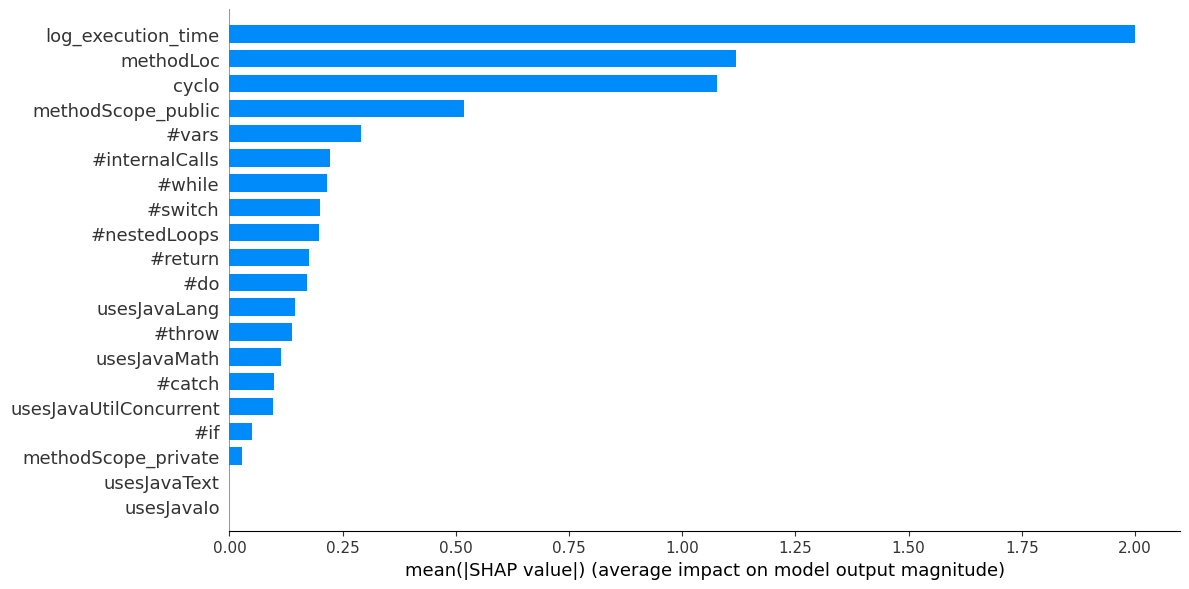 log_execution_time
methodLoc
cyclo
methodScope_public
#vars
#internalCalls
#while
#switch
#nestedLoops
#return
#do
usesJavaLang
#throw
usesJavaMath
#catch
usesJavaUtilConcurrent
#if
methodScope_private
usesJavaText
usesJavaIo
0.00 0.25 0.50 0.75 1.00 1.25 1.50 1.75 2.00
mean(|SHAP value|) (average impact on model output magnitude)